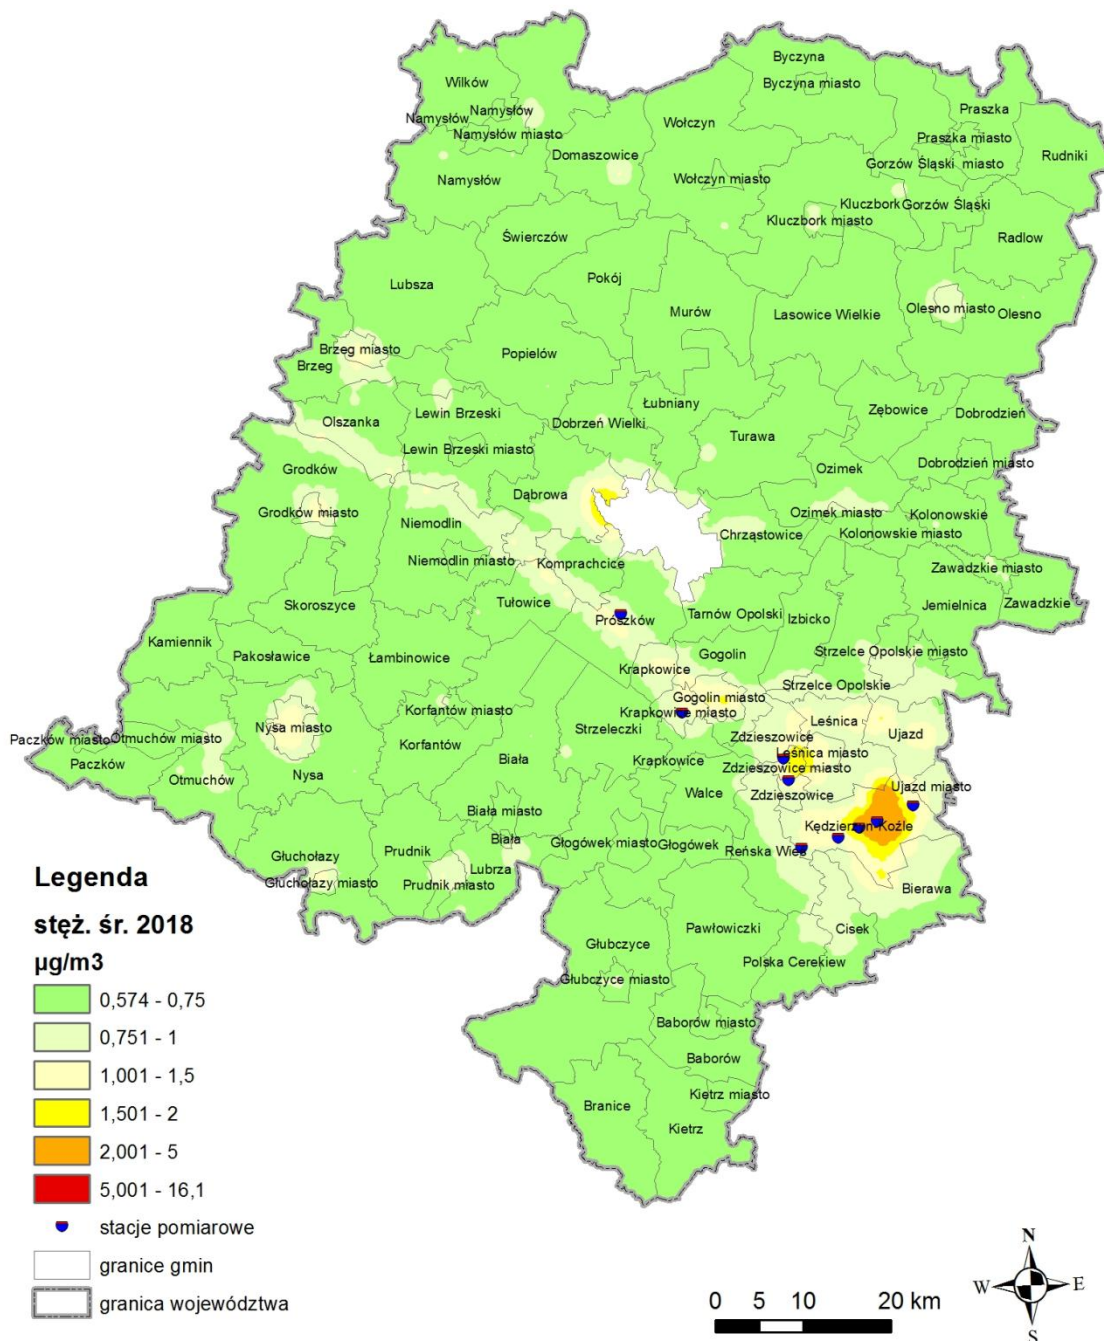 Byczyna
Byczyna miasto
Wilków
Namysłów
Namysłów
Namysłów miasto
Praszka
Praszka miasto
Wołczyn
Domaszowice
Gorzów Śląski miasto
Rudniki
Namysłów
Wołczyn miasto
Kluczbork
Gorzów Śląski
Kluczbork miasto
Świerczów
Radlow
Pokój
Lubsza
Murów
Lasowice Wielkie
Olesno miasto
Olesno
Brzeg miasto
Brzeg
Popielów
Łubniany
Lewin Brzeski
Zębowice
Dobrodzień
Olszanka
Dobrzeń Wielki
Turawa
Lewin Brzeski miasto
Dobrodzień miasto
Grodków
Ozimek
Dąbrowa
Grodków miasto
Niemodlin
Ozimek miasto
Kolonowskie
Chrząstowice
Kolonowskie miasto
Niemodlin miasto
Komprachcice
Zawadzkie miasto
Skoroszyce
Tułowice
Prószków
Tarnów Opolski
Izbicko
Jemielnica
Zawadzkie
Kamiennik
Pakosławice
Łambinowice
Gogolin
Strzelce Opolskie miasto
Krapkowice
Strzelce Opolskie
Korfantów miasto
Gogolin miasto
Krapkowice miasto
Leśnica
Nysa miasto
Strzeleczki
Zdzieszowice
Ujazd
Paczków miasto
Otmuchów miasto
Korfantów
Leśnica miasto
Paczków
Biała
Krapkowice
Zdzieszowice miasto
Otmuchów
Nysa
Walce
Zdzieszowice
Ujazd miasto
Biała miasto
Kędzierzyn-Koźle
Biała
Głogówek miasto
Głogówek
Reńska Wieś
Głuchołazy
Prudnik
Lubrza
Głuchołazy miasto
Prudnik miasto
Bierawa
Pawłowiczki
Cisek
Głubczyce
Polska Cerekiew
Głubczyce miasto
Baborów miasto
Baborów
Kietrz miasto
Branice
Kietrz
Legenda
stęż. śr. 2018
µg/m3
0,574 - 0,75
0,751 - 1
1,001 - 1,5
1,501 - 2
2,001 - 5
5,001 - 16,1
stacje pomiarowe
granice gmin
granica województwa
0 5 10 20 km
N
W E
S